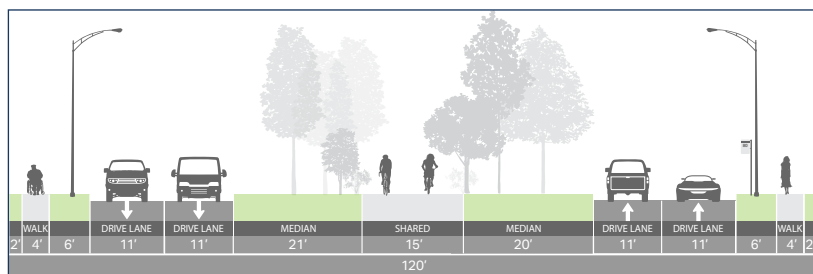 WALK DRIVE LANE DRIVE LANE MEDIAN SHARED MEDIAN DRIVE LANE DRIVE LANE WALK
2' 4' 6' 11' 11' 21' 15' 20' 11' 11' 6' 4' 2
120'